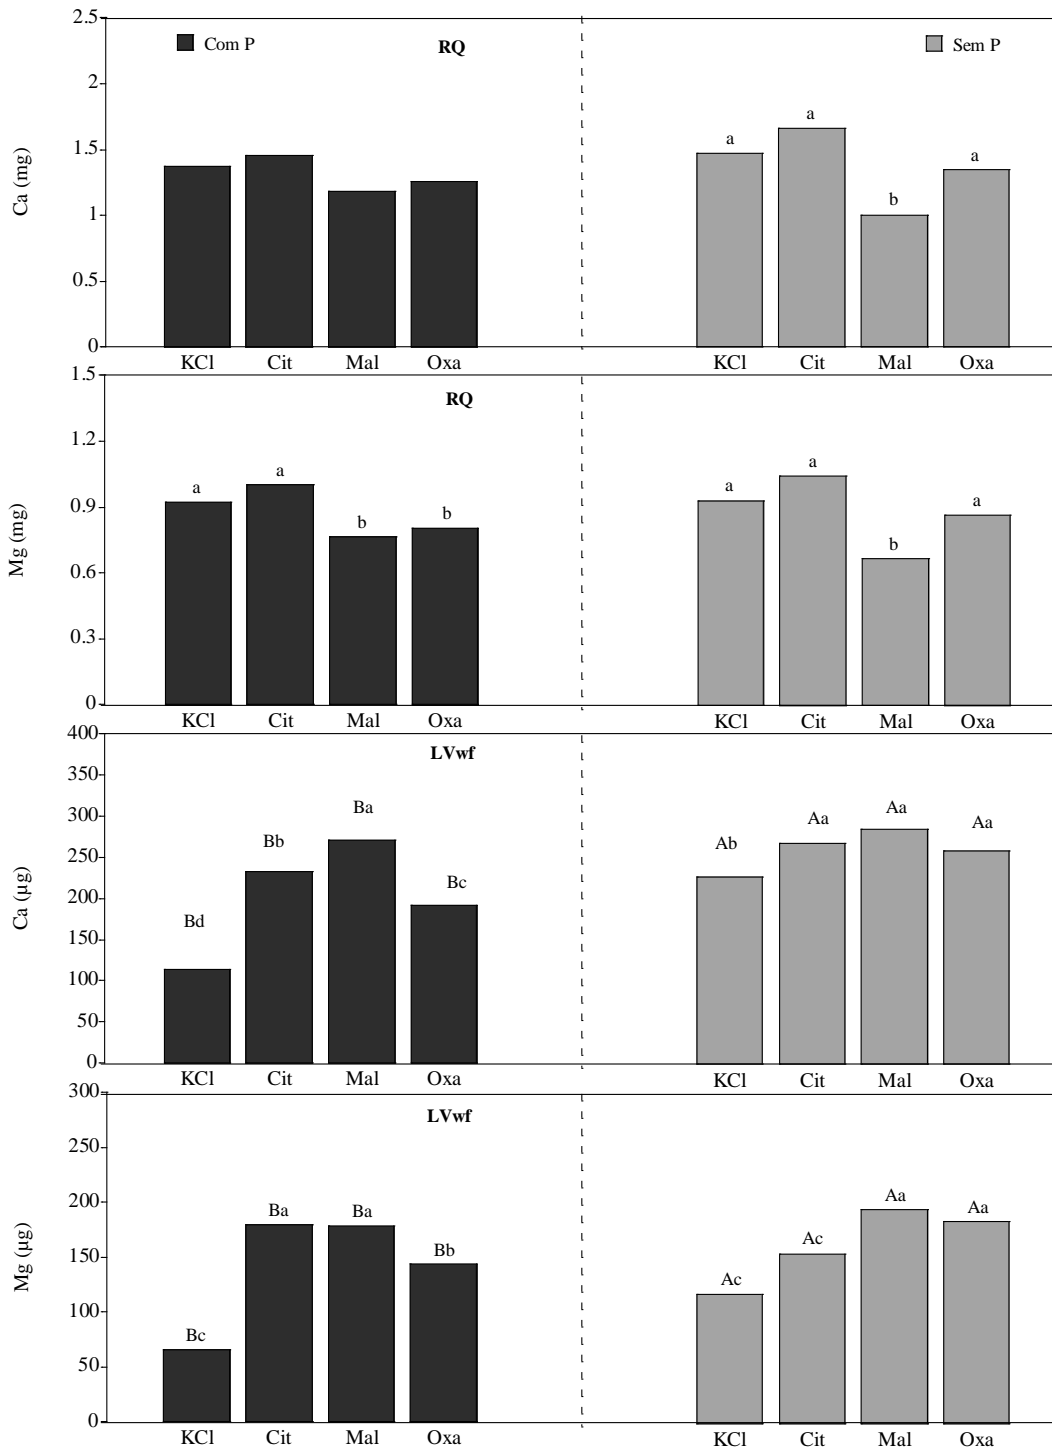 2.5
Com P
RQ
Sem P
2
1.5
1
0.5
0
Ca (mg)
a
a
b
a
KCl Cit Mal Oxa KCl Cit Mal Oxa
1.5
RQ
1.2
0.9
0.6
0.3
0
Mg (mg)
a
a
b
b
a
a
b
a
KCl Cit Mal Oxa KCl Cit Mal Oxa
400
LVwf
350
300
250
200
150
100
50
0
Ca (µg)
Bd
Bb
Ba
Bc
Ab
Aa
Aa
Aa
KCl Cit Mal Oxa KCl Cit Mal Oxa
300
LVwf
250
200
150
100
50
0
Mg (µg)
Bc
Ba
Ba
Bb
Ac
Ac
Aa
Aa
KCl Cit Mal Oxa KCl Cit Mal Oxa